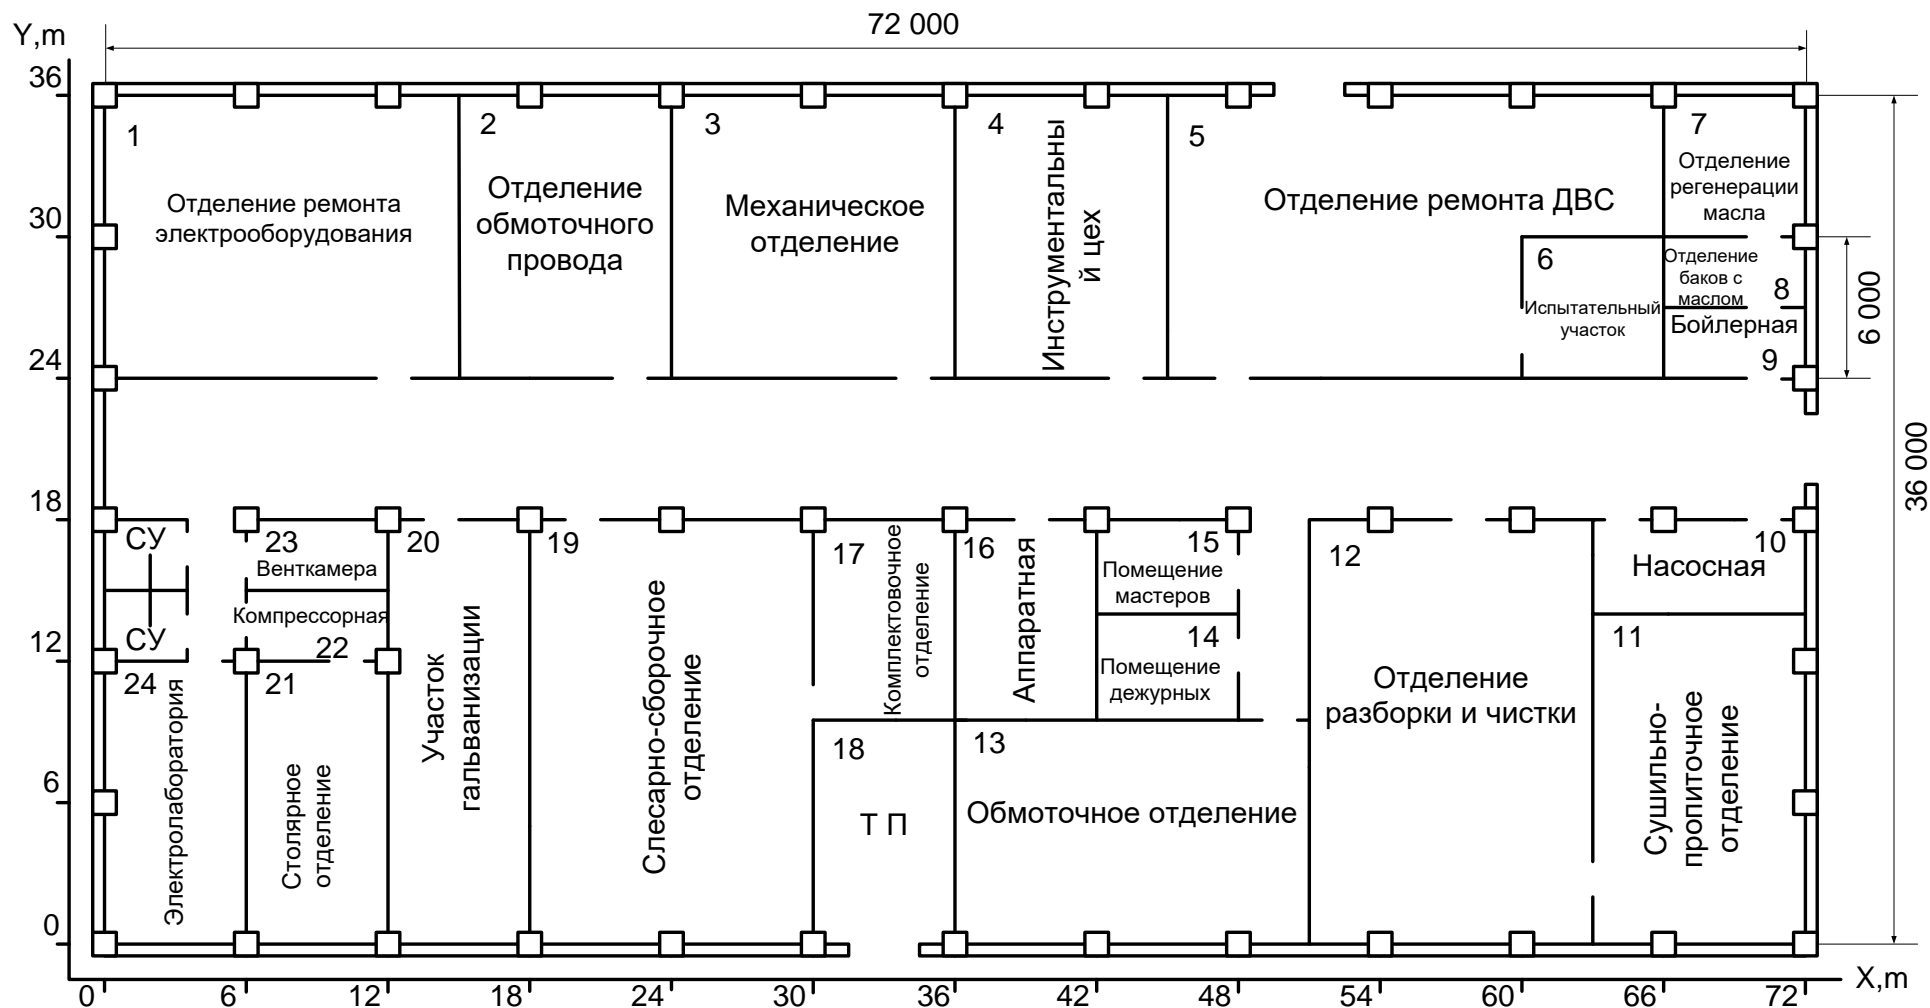 72 000
Y,m
36
30
24
18
12
6
0
1
Отделение ремонта
электрооборудования
2
Отделение
обмоточного
провода
3
Механическое
отделение
4
Инструментальны
й цех
5
Отделение ремонта ДВС
6
Испытательный
участок
7
Отделение
регенерации
масла
Отделение
баков с
маслом
8
Бойлерная
9
6 000
36 000
СУ
СУ
23
Венткамера
Компрессорная
22
24
Электролаборатория
21
Столярное
отделение
20
Участок
гальванизации
19
Слесарно-сборочное
отделение
17
Комплектовочное
отделение
18
Т П
16
Аппаратная
15
Помещение
мастеров
14
Помещение
дежурных
13
Обмоточное отделение
12
Отделение
разборки и чистки
10
Насосная
11
Сушильно-
пропиточное
отделение
0
6
12
18
24
30
36
42
48
54
60
66
72
X,m